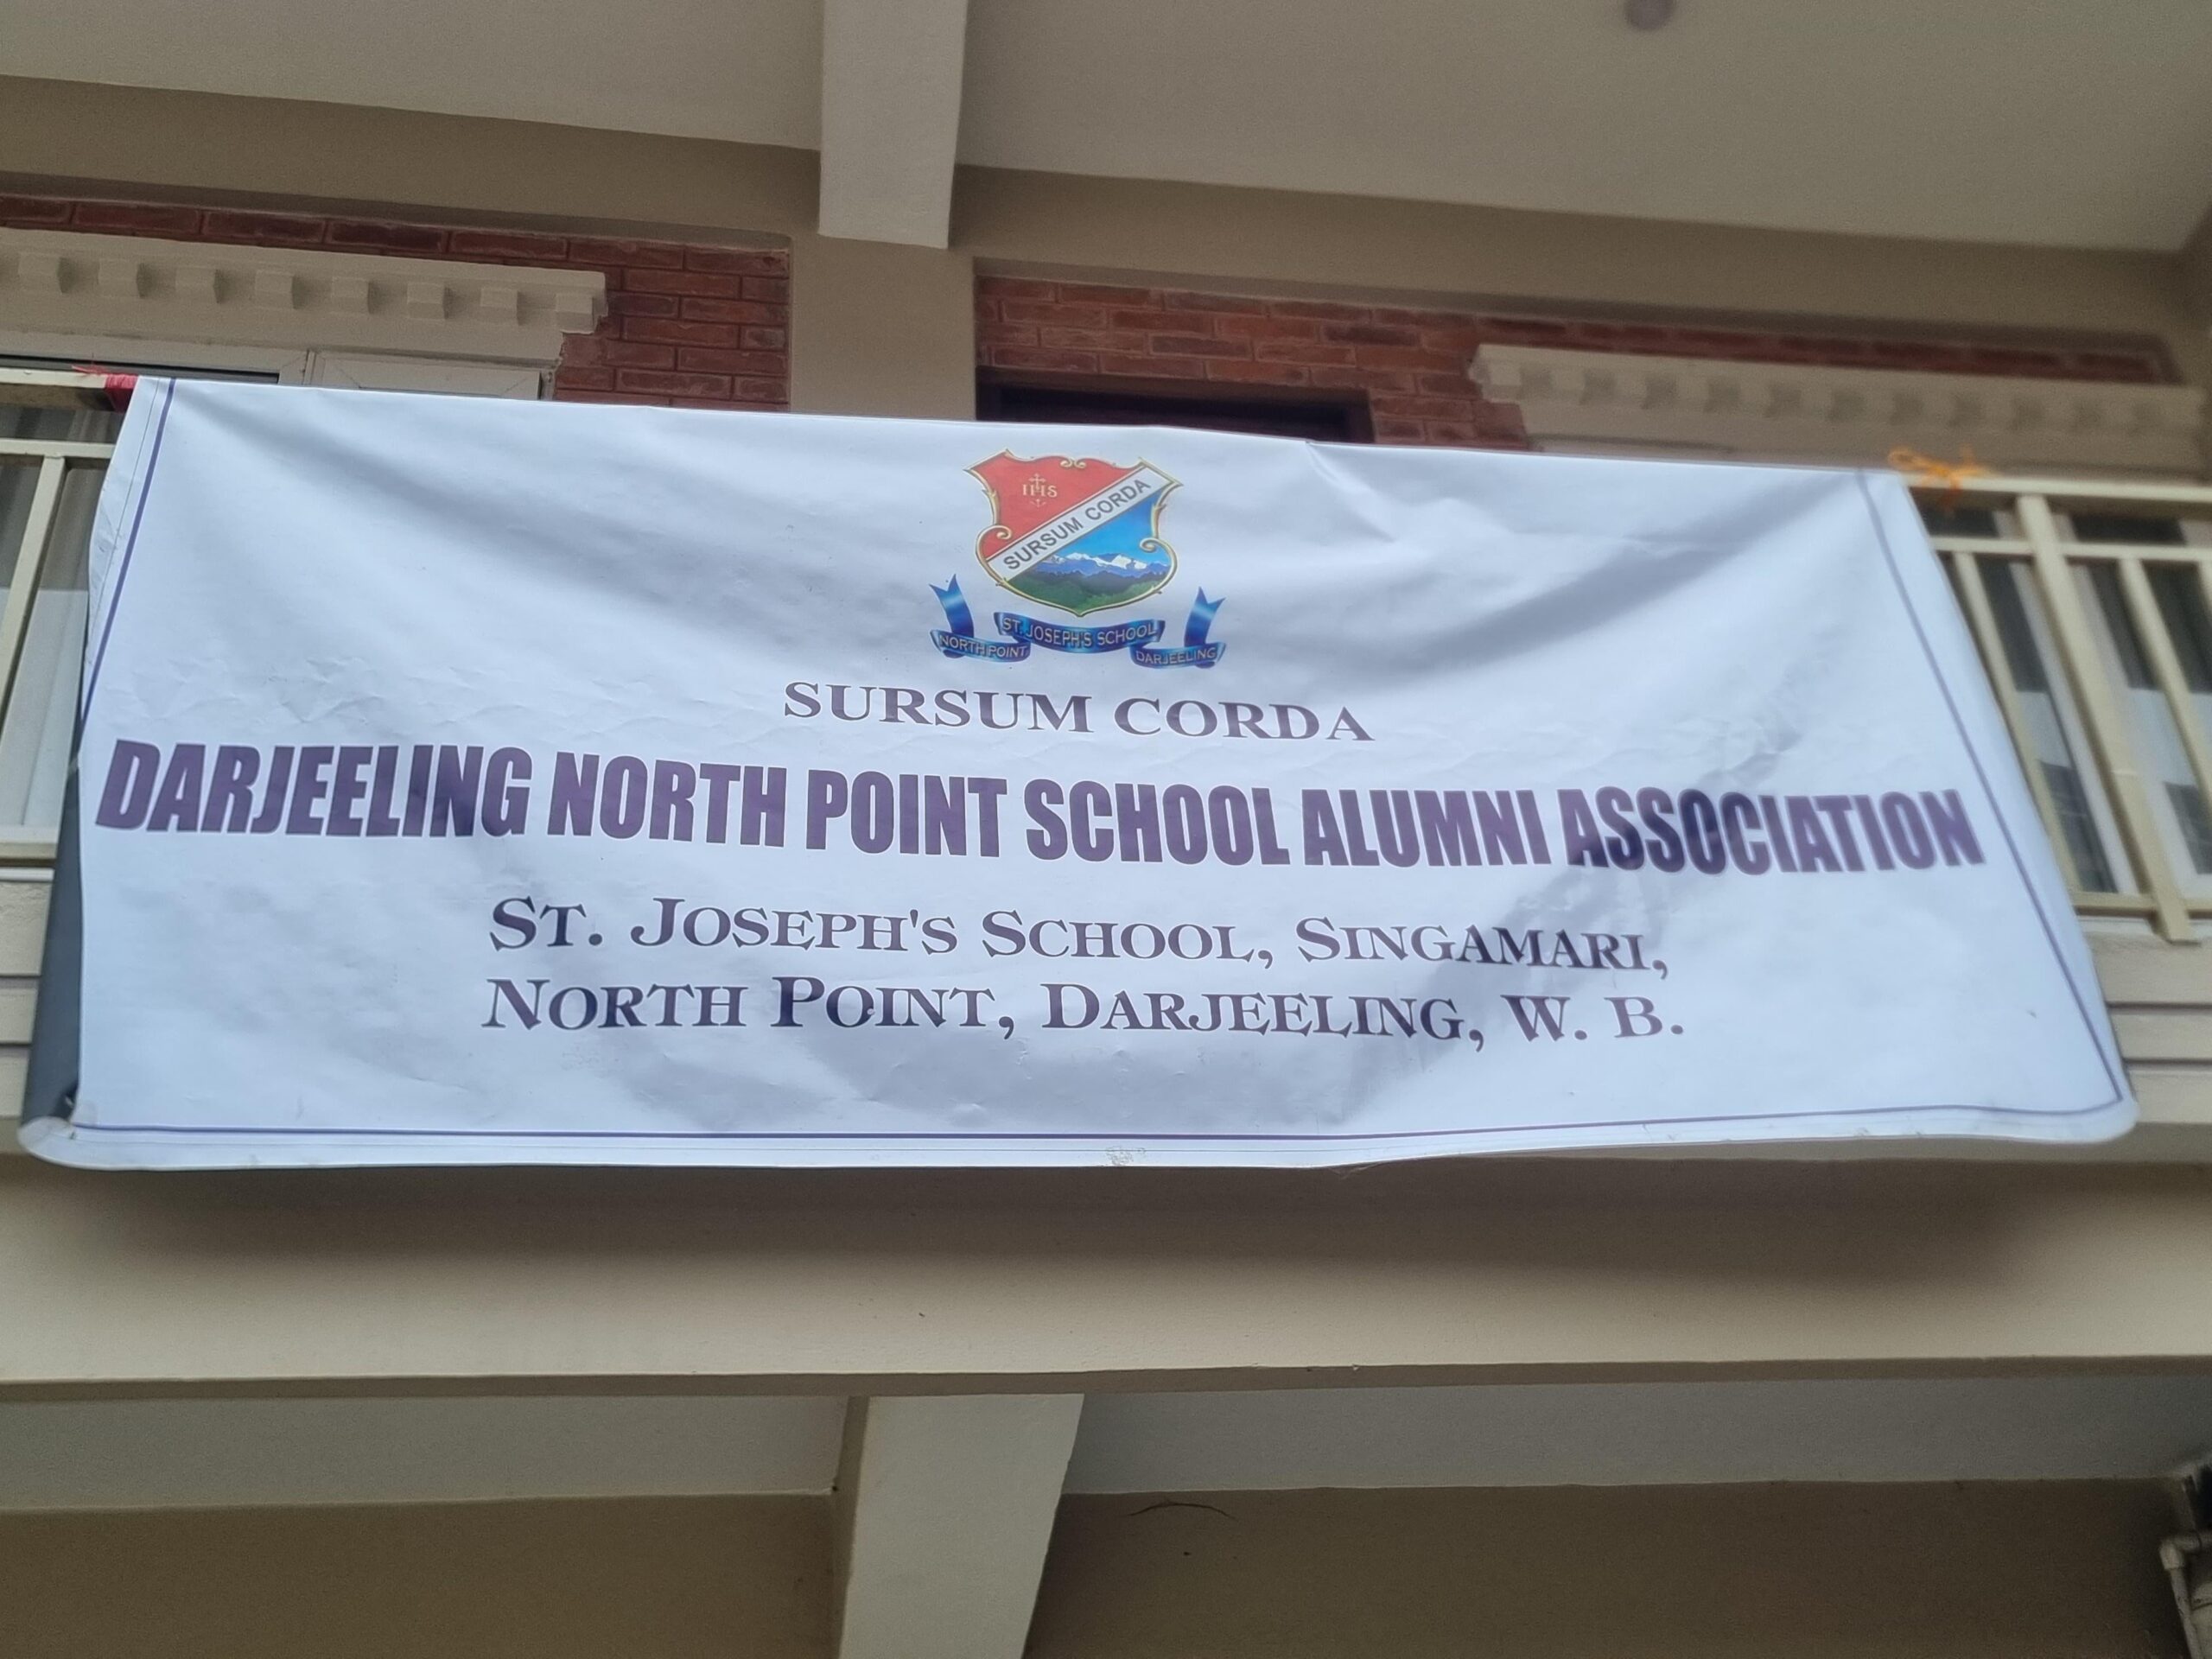 IHS
SURSUM CORDA
ST. JOSEPH'S SCHOOL
NORTH POINT
DARJEELING
SURSUM CORDA
DARJEELING NORTH POINT SCHOOL ALUMNI ASSOCIATION
ST. JOSEPH'S SCHOOL, SINGAMARI,
NORTH POINT, DARJEELING, W. B.